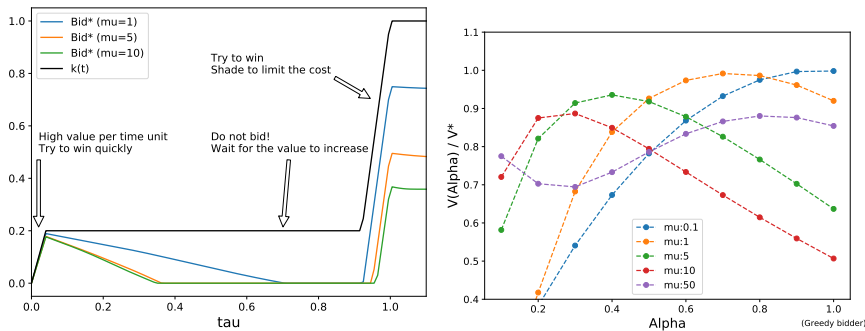 Bid* (mu=1)
Bid* (mu=5)
Bid* (mu=10)
k(t)
Try to win
Shade to limit the cost
High value per time unit
Try to win quickly
Do not bid!
Wait for the value to increase
1.0
0.8
0.6
0.4
0.2
0.0
0.0
0.2
0.4
0.6
0.8
1.0
tau
V(Alpha) / V*
1.1
1.0
0.9
0.8
0.7
0.6
0.5
0.4
mu:0.1
mu:1
mu:5
mu:10
mu:50
0.2
0.4
0.6
0.8
1.0
Alpha
(Greedy bidder)